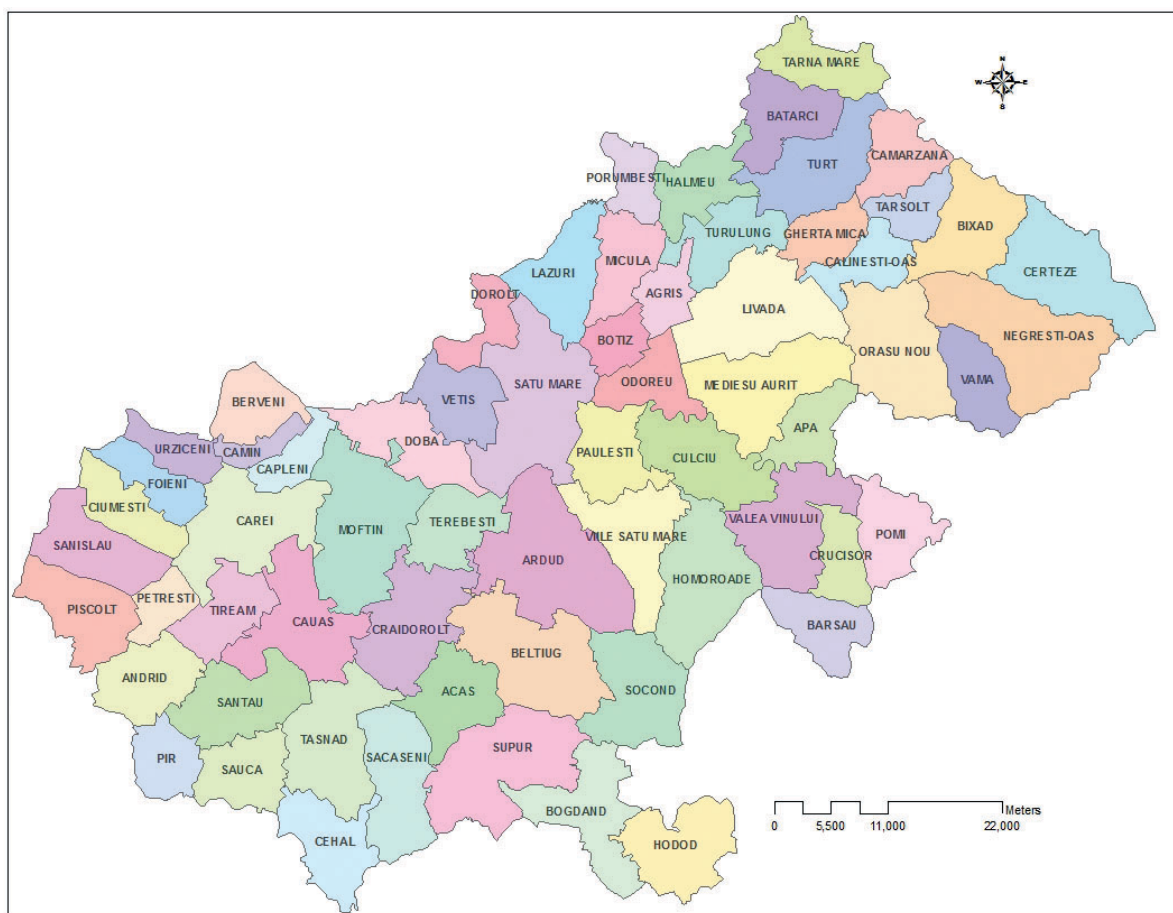 TARNA MARE
N
W E
S
BATARCI
TURT
CAMARZANA
PORUMBESTI
HALMEU
TARSOLT
BIXAD
TURULUNG
GHERTA MICA
CALINESTI-OAS
CERTEZE
LAZURI
MICULA
DOROLT
AGRIS
LIVADA
NEGRESTI-OAS
BOTIZ
ORASU NOU
SATU MARE
ODOREU
MEDIESU AURIT
VAMA
BERVENI
VETIS
APA
URZICENI
CAMIN
DOBA
PAULESTI
CULCIU
CAPLENI
FOIENI
CIUMESTI
CAREI
MOFTIN
TEREBESTI
VIILE SATU MARE
VALEA VINULUI
POMI
SANISLAU
ARDUD
CRUCISOR
HOMOROADE
PISCOLT
PETRESTI
TIREAM
CAUAS
CRAIDOROLT
BARSAU
BELTIUG
ANDRID
SANTAU
ACAS
SOCOND
TASNAD
SUPUR
PIR
SAUCA
SACASENI
BOGDAND
Meters
0 5,500 11,000 22,000
CEHAL
HODOD